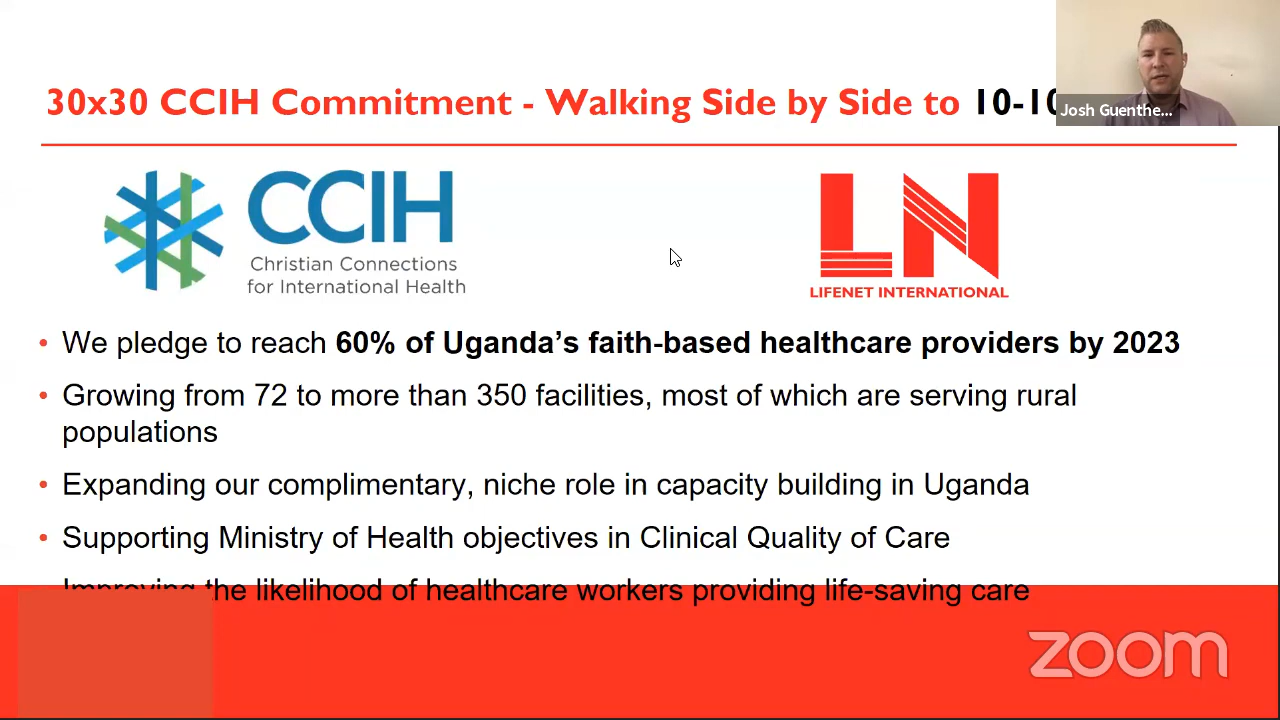 30x30 CCIH Commitment - Walking Side by Side to 10-10
Josh Guenthe...
CCIH
Christian Connections
for International Health
LN
LIFENET INTERNATIONAL
• We pledge to reach 60% of Uganda's faith-based healthcare providers by 2023
• Growing from 72 to more than 350 facilities, most of which are serving rural
populations
• Expanding our complimentary, niche role in capacity building in Uganda
• Supporting Ministry of Health objectives in Clinical Quality of Care
Improving the likelihood of healthcare workers providing life-saving care
zoom